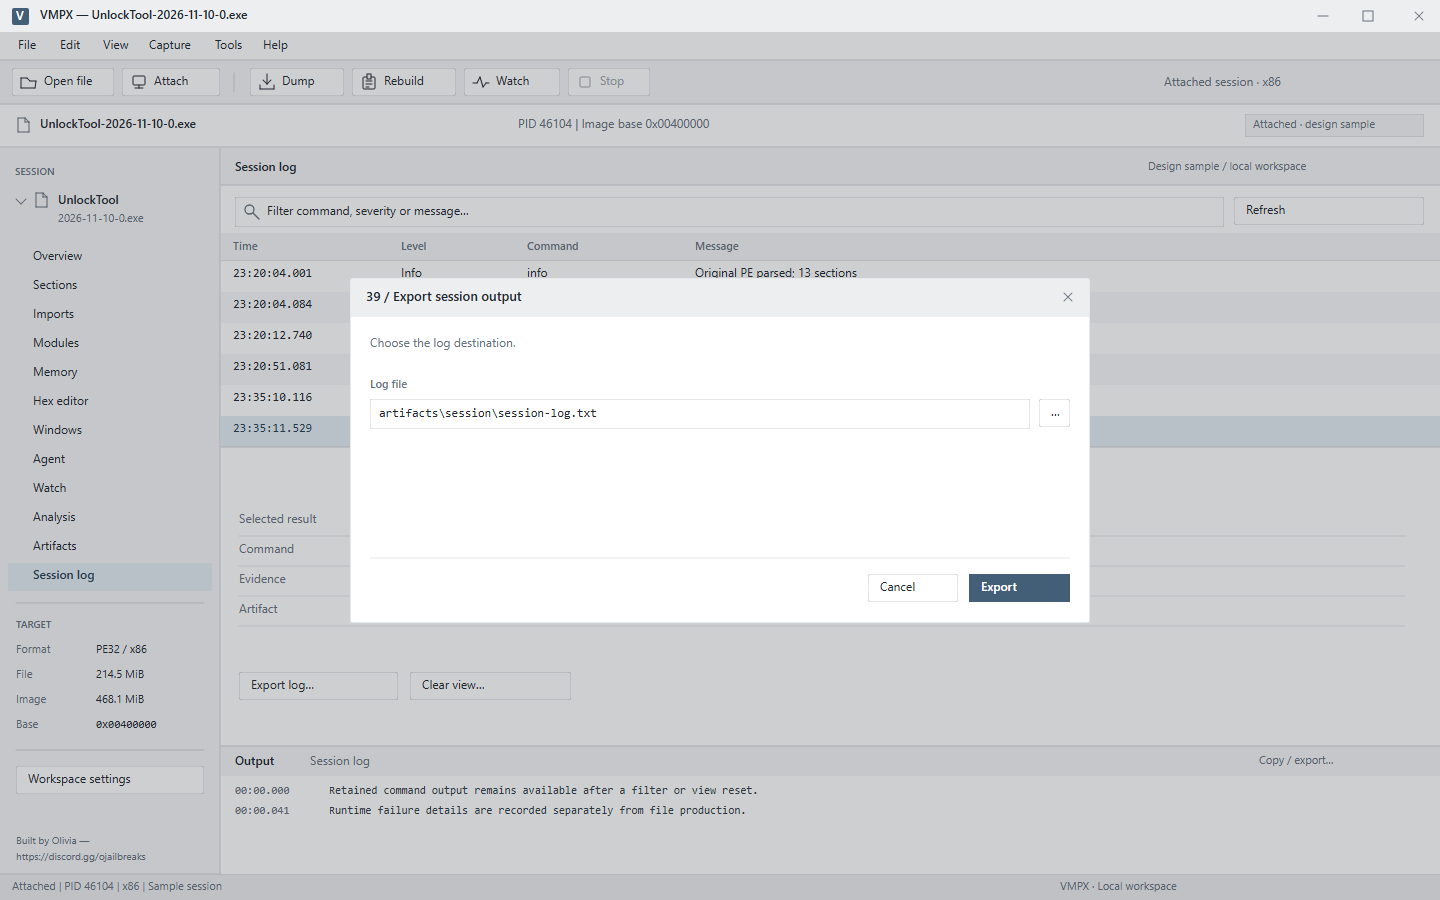 V VMPX — UnlockTool-2026-11-10-0.exe
File Edit View Capture Tools Help
Open file Attach Dump Rebuild Watch Stop Attached session · x86
UnlockTool-2026-11-10-0.exe PID 46104 | Image base 0x00400000 Attached · design sample
SESSION
UnlockTool
2026-11-10-0.exe
Overview
Sections
Imports
Modules
Memory
Hex editor
Windows
Agent
Watch
Analysis
Artifacts
Session log
TARGET
Format PE32 / x86
File 214.5 MiB
Image 468.1 MiB
Base 0x00400000
Workspace settings
Built by Olivia —
https://discord.gg/ojailbreaks
Session log Design sample / local workspace
Filter command, severity or message... Refresh
Time Level Command Message
23:20:04.001 Info info Original PE parsed; 13 sections
23:20:04.084
23:20:12.740
23:20:51.081
23:35:10.116
23:35:11.529
39 / Export session output
Choose the log destination.
Log file
artifacts\session\session-log.txt ...
Cancel Export
Selected result
Command
Evidence
Artifact
Export log... Clear view...
Output Session log Copy / export...
00:00.000 Retained command output remains available after a filter or view reset.
00:00.041 Runtime failure details are recorded separately from file production.
Attached | PID 46104 | x86 | Sample session VMPX · Local workspace